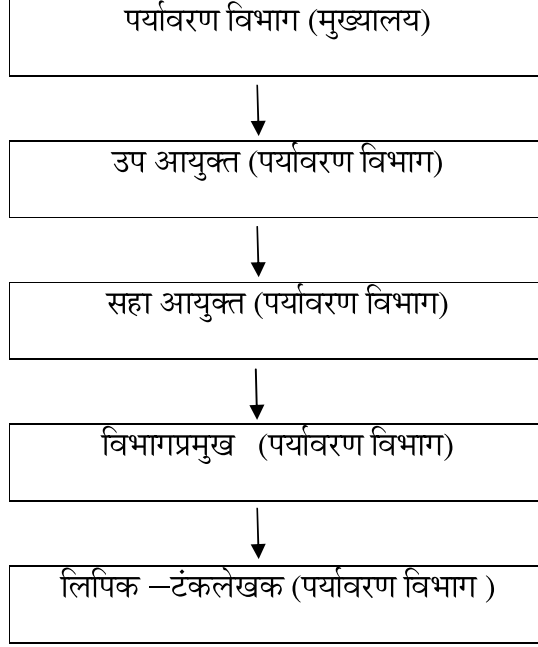 पर्यावरण विभाग (मुख्यालय)
उप आयुक्त (पर्यावरण विभाग)
सहा आयुक्त (पर्यावरण विभाग)
विभागप्रमुख (पर्यावरण विभाग)
लिपिक –टंकलेखक (पर्यावरण विभाग )